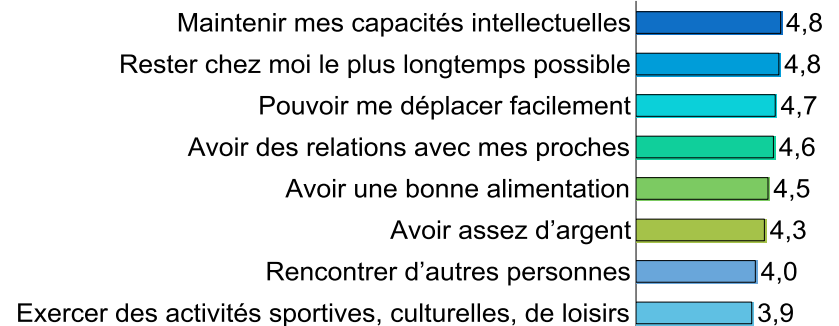 Maintenir mes capacités intellectuelles 4,8
Rester chez moi le plus longtemps possible 4,8
Pouvoir me déplacer facilement 4,7
Avoir des relations avec mes proches 4,6
Avoir une bonne alimentation 4,5
Avoir assez d’argent 4,3
Rencontrer d’autres personnes 4,0
Exercer des activités sportives, culturelles, de loisirs 3,9